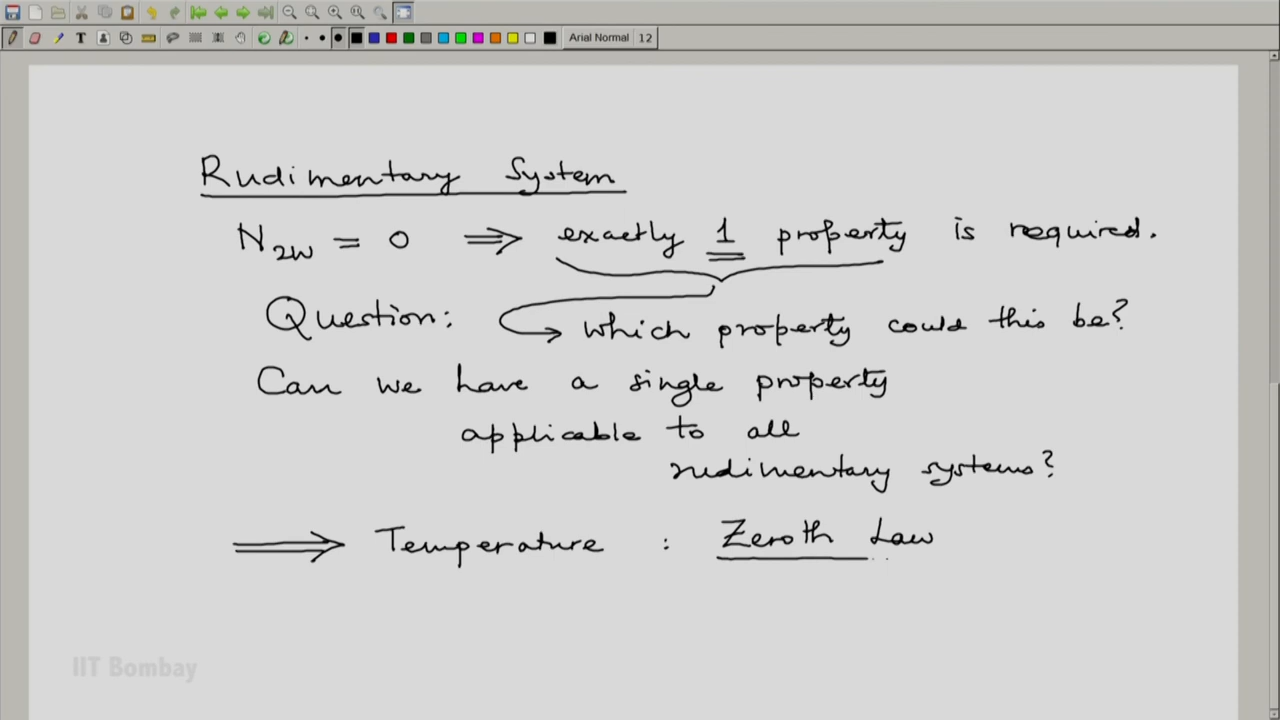 Arial Normal 12
Rudimentary System
N2W = 0 ⟹ exactly 1 property is required.
Question: → which property could this be?
Can we have a single property
applicable to all
rudimentary systems?
⟹ Temperature : Zeroth Law
IIT Bombay